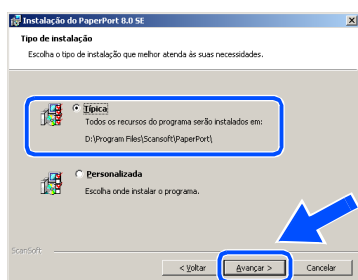 Instalação do PaperPort 8.0 SE
Tipo de instalação
Escolha o tipo de instalação que melhor atenda às suas necessidades.
Típica
Todos os recursos do programa serão instalados em:
D:\Program Files\Scansoft\PaperPort\
Personalizada
Escolha onde instalar o programa.
ScanSoft
< Voltar
Avançar >
Cancelar